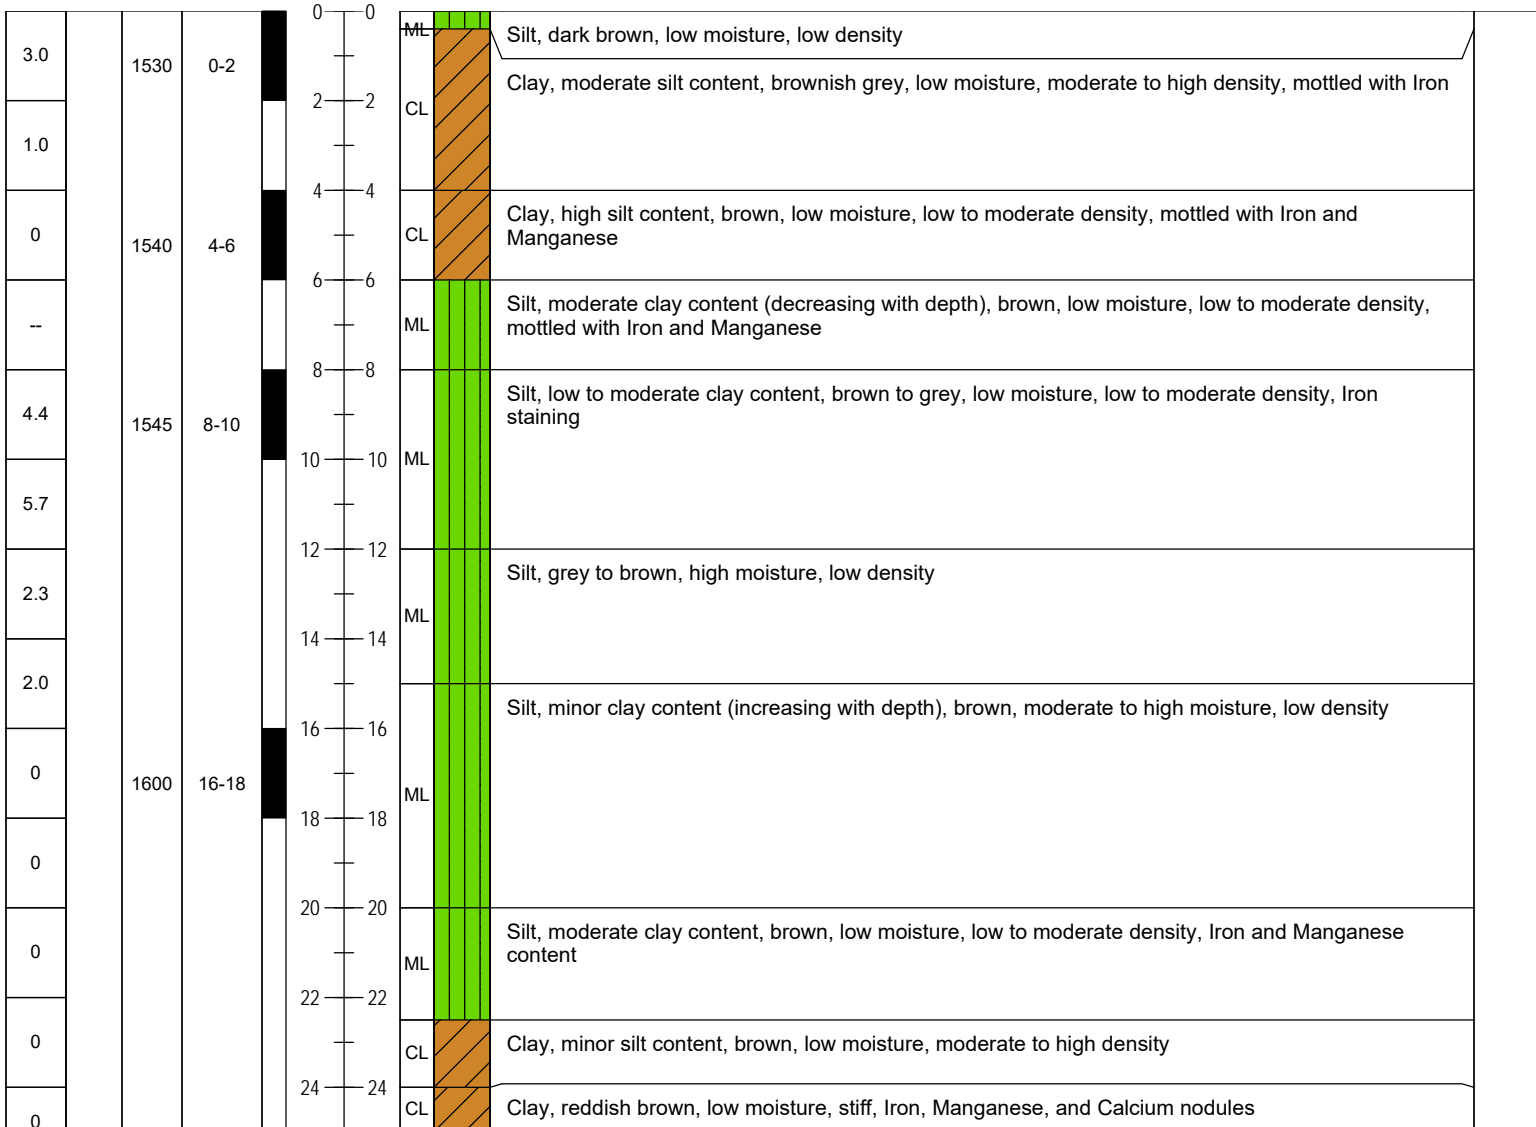 0 0
ML Silt, dark brown, low moisture, low density
3.0 1530 0-2
Clay, moderate silt content, brownish grey, low moisture, moderate to high density, mottled with Iron
2 2 CL
1.0
4 4
Clay, high silt content, brown, low moisture, low to moderate density, mottled with Iron and
0 1540 4-6 CL Manganese
6 6
Silt, moderate clay content (decreasing with depth), brown, low moisture, low to moderate density,
-- ML mottled with Iron and Manganese
8 8
Silt, low to moderate clay content, brown to grey, low moisture, low to moderate density, Iron
4.4 1545 8-10 staining
10 10 ML
5.7
12 12
Silt, grey to brown, high moisture, low density
2.3 ML
14 14
2.0
Silt, minor clay content (increasing with depth), brown, moderate to high moisture, low density
16 16
0 1600 16-18 ML
18 18
0
20 20
Silt, moderate clay content, brown, low moisture, low to moderate density, Iron and Manganese
0 ML content
22 22
0 CL Clay, minor silt content, brown, low moisture, moderate to high density
24 24
0 CL Clay, reddish brown, low moisture, stiff, Iron, Manganese, and Calcium nodules